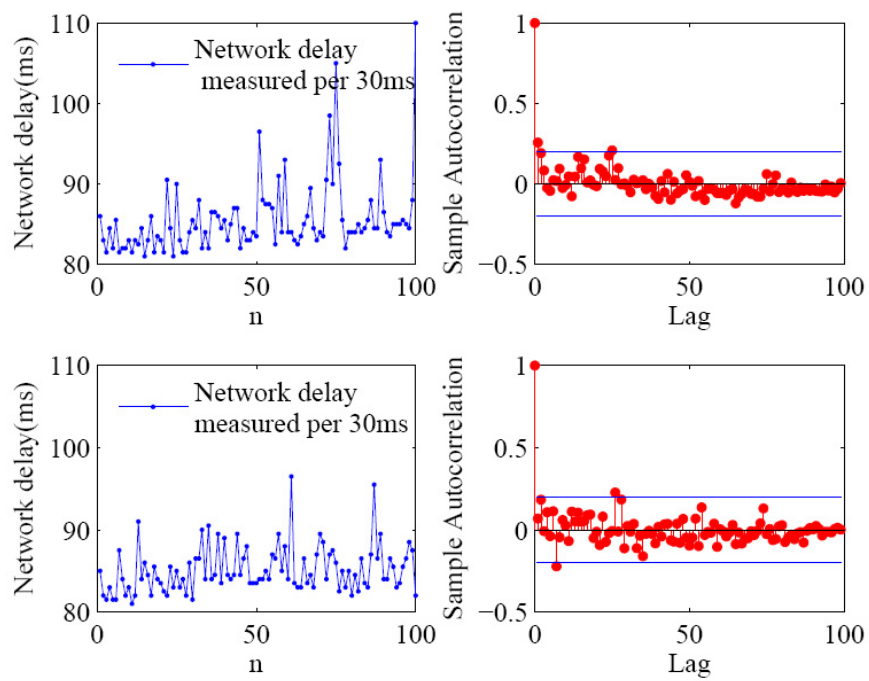 110
100
90
80
0
50
100
Network delay(ms)
n
Network delay
measured per 30ms
1
0.5
0
−0.5
0
50
100
Sample Autocorrelation
Lag
110
100
90
80
0
50
100
Network delay(ms)
n
Network delay
measured per 30ms
1
0.5
0
−0.5
0
50
100
Sample Autocorrelation
Lag